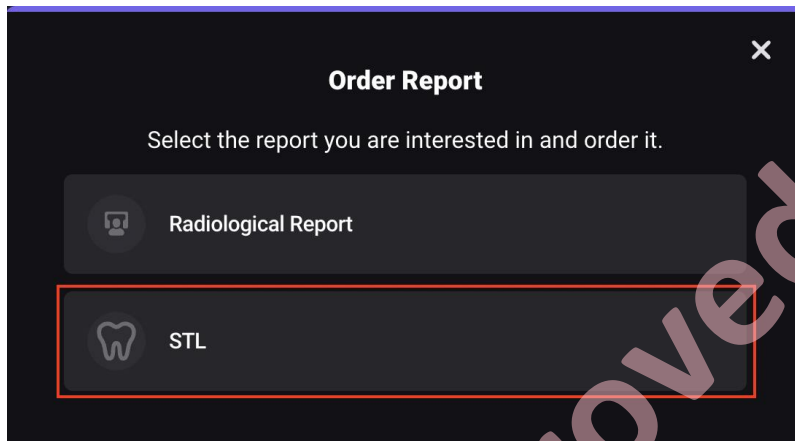 Order Report
Select the report you are interested in and order it.
Radiological Report
STL